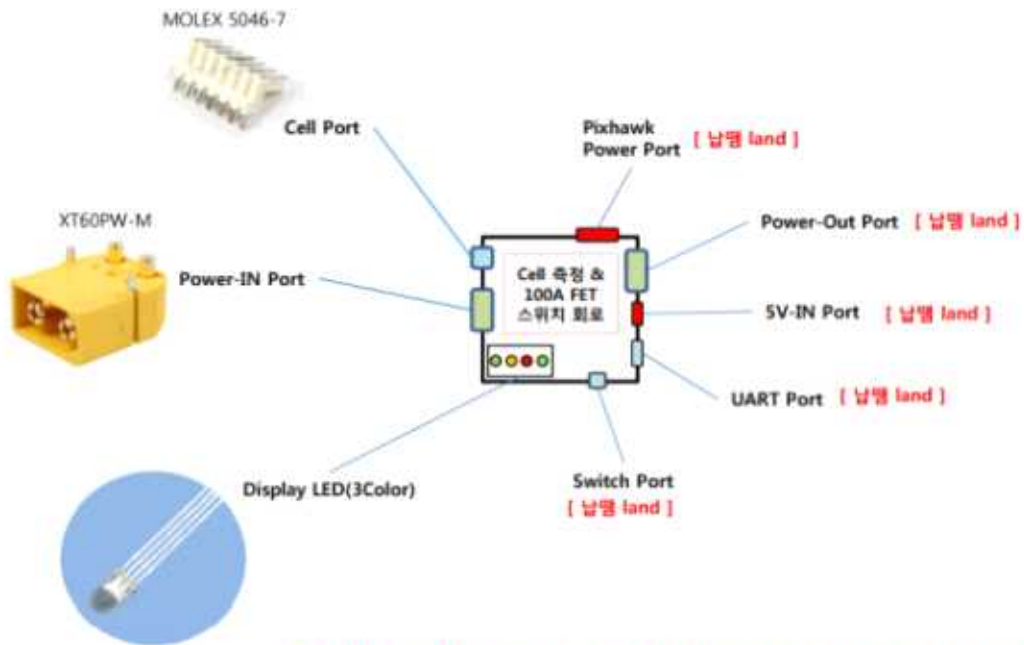 MOLEX 5046-7
Cell Port
Pixhawk
Power Port [ 납땜 land ]
XT60PW-M
Power-Out Port [ 납땜 land ]
Power-IN Port
Cell 측정 &
100A FET
스위치 회로
5V-IN Port [ 납땜 land ]
UART Port [ 납땜 land ]
Display LED(3Color)
Switch Port
[ 납땜 land ]